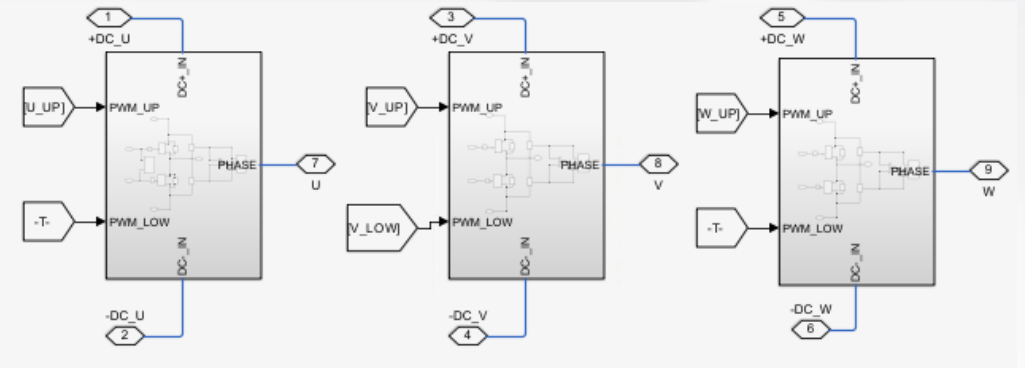 1
+DC_U
DC+_IN
[U_UP]
PWM_UP
PHASE
7
U
-T-
PWM_LOW
DC-_IN
-DC_U
2
3
+DC_V
DC+_IN
[V_UP]
PWM_UP
PHASE
8
V
[V_LOW]
PWM_LOW
DC-_IN
-DC_V
4
5
+DC_W
DC+_IN
[W_UP]
PWM_UP
PHASE
9
W
-T-
PWM_LOW
DC-_IN
-DC_W
6